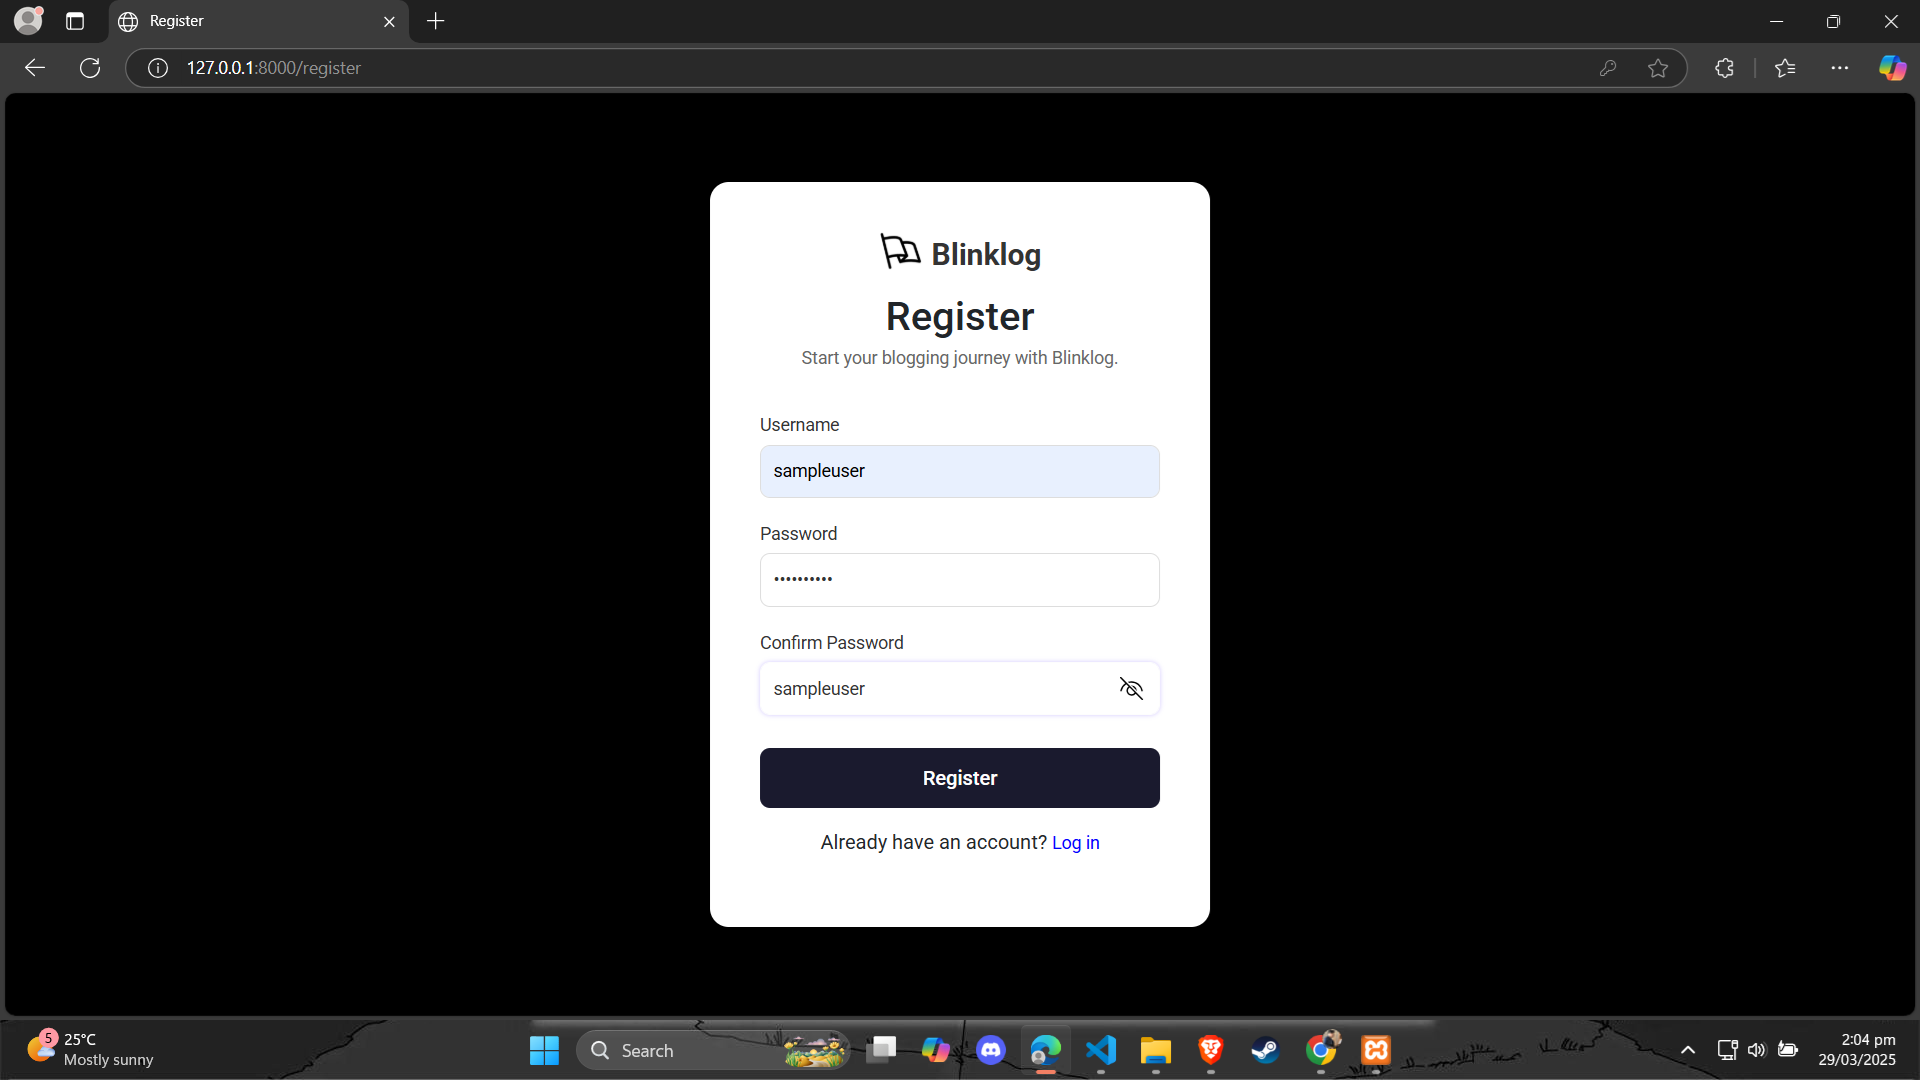 Register
127.0.0.1:8000/register
Blinklog
Register
Start your blogging journey with Blinklog.
Username
sampleuser
Password
••••••••••
Confirm Password
sampleuser
Register
Already have an account? Log in
5
25°C
Mostly sunny
Search
2:04 pm
29/03/2025